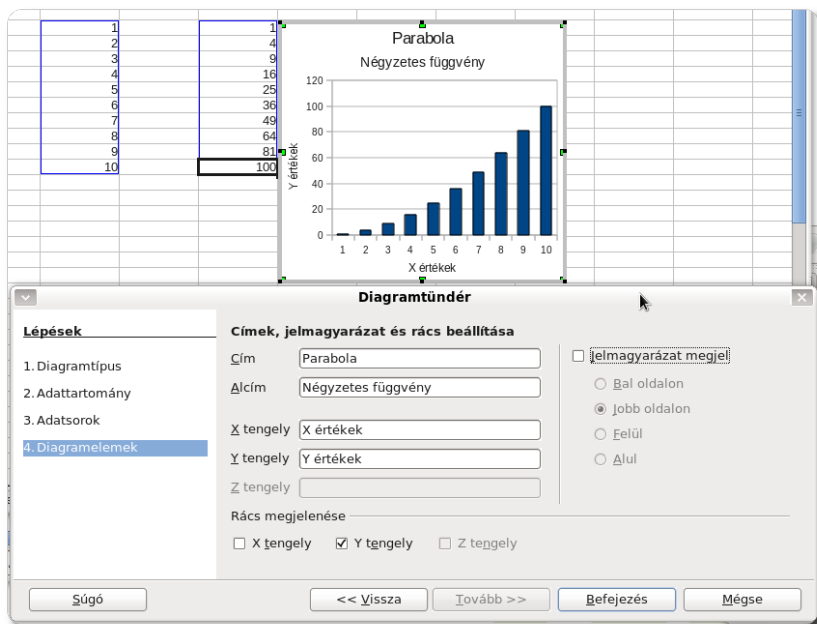 1 1
2 4
3 9
4 16
5 25
6 36
7 49
8 64
9 81
10 100
Parabola
Négyzetes függvény
120
100
80
60
40
20
0
Y értékek
1 2 3 4 5 6 7 8 9 10
X értékek
Diagramtündér
Lépések
1. Diagramtípus
2. Adattartomány
3. Adatsorok
4. Diagramelemek
Címek, jelmagyarázat és rács beállítása
Cím Parabola
Alcím Négyzetes függvény
X tengely X értékek
Y tengely Y értékek
Z tengely
Jelmagyarázat megjel
Bal oldalon
Jobb oldalon
Felül
Alul
Rács megjelenése
X tengely Y tengely Z tengely
Súgó << Vissza Tovább >> Befejezés Mégse